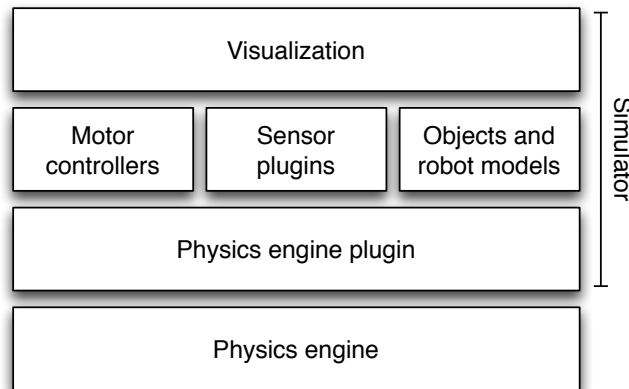 Visualization
Motor
controllers
Sensor
plugins
Objects and
robot models
Physics engine plugin
Physics engine
Simulator